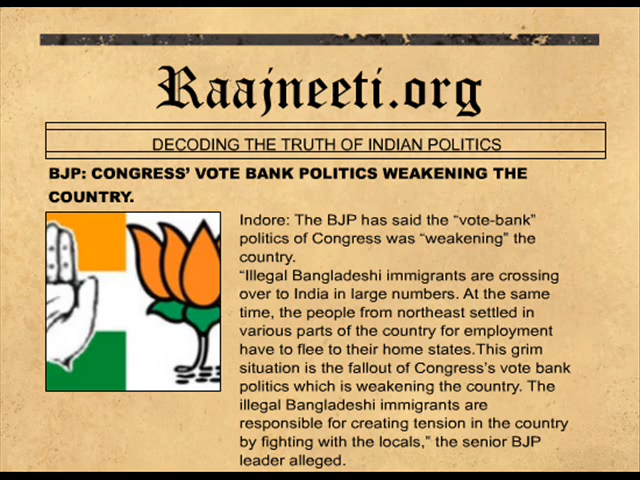 Raajneeti.org
DECODING THE TRUTH OF INDIAN POLITICS
BJP: CONGRESS’ VOTE BANK POLITICS WEAKENING THE
COUNTRY.
Indore: The BJP has said the “vote-bank”
politics of Congress was “weakening” the
country.
“Illegal Bangladeshi immigrants are crossing
over to India in large numbers. At the same
time, the people from northeast settled in
various parts of the country for employment
have to flee to their home states.This grim
situation is the fallout of Congress’s vote bank
politics which is weakening the country. The
illegal Bangladeshi immigrants are
responsible for creating tension in the country
by fighting with the locals,” the senior BJP
leader alleged.